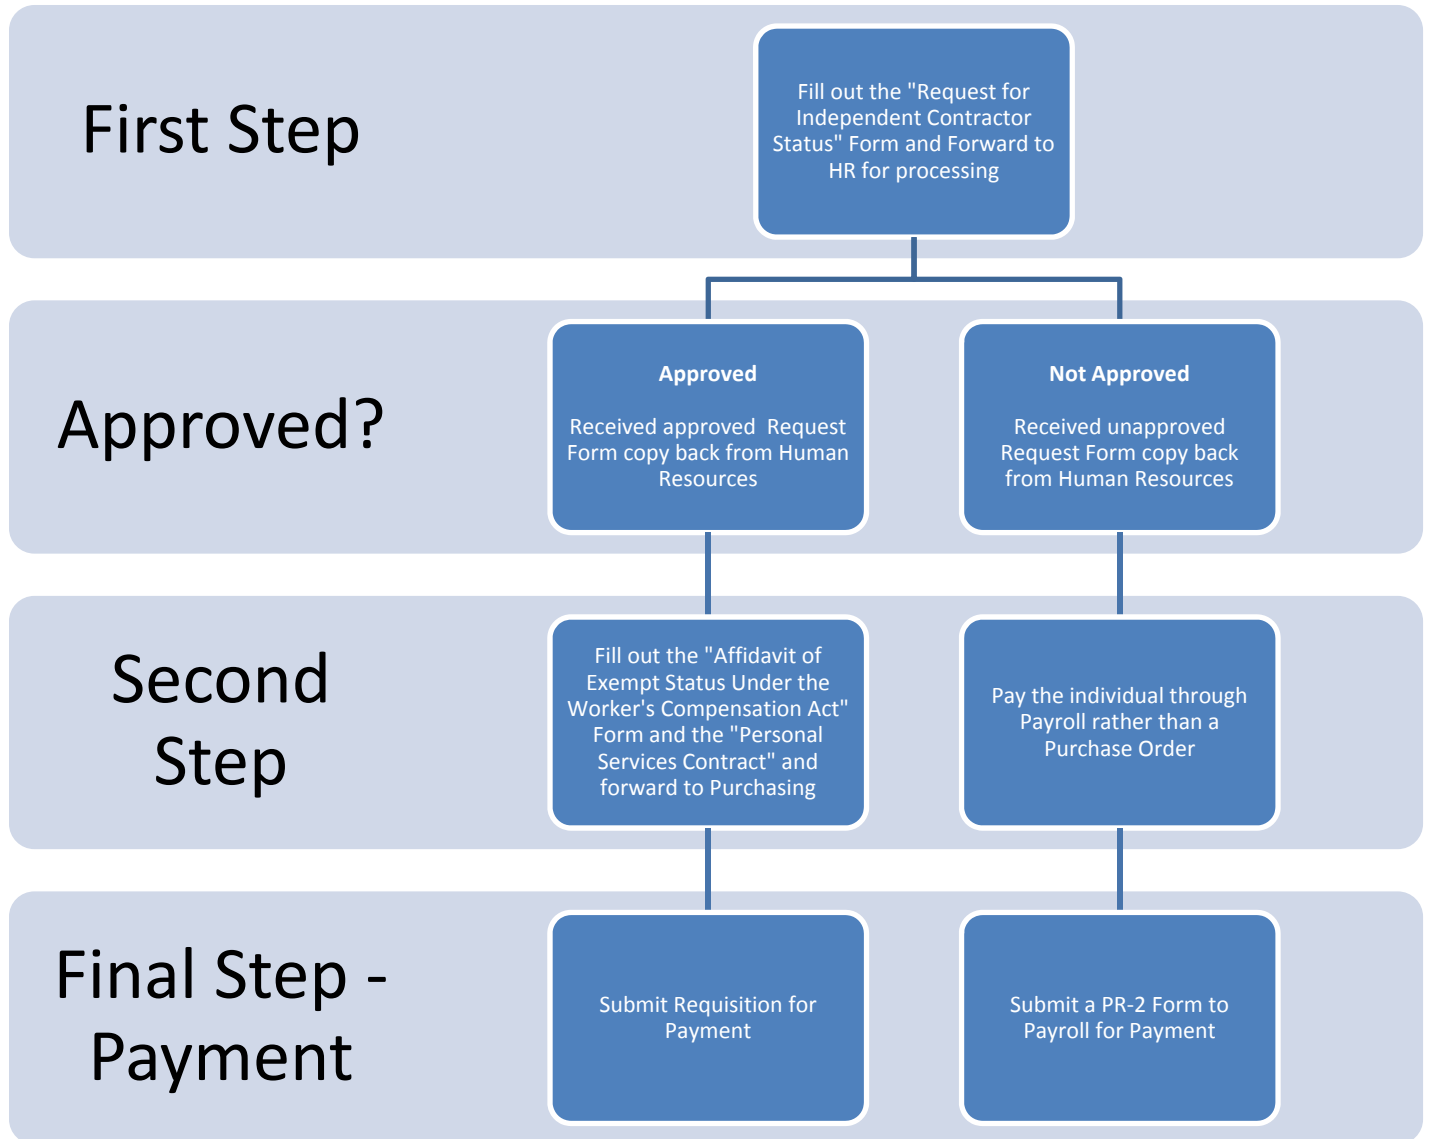 First Step
Fill out the "Request for
Independent Contractor
Status" Form and Forward to
HR for processing
Approved?
Approved
Received approved  Request
Form copy back from Human
Resources
Not Approved
Received unapproved
Request Form copy back
from Human Resources
Second
Step
Fill out the "Affidavit of
Exempt Status Under the
Worker's Compensation Act"
Form and the "Personal
Services Contract" and
forward to Purchasing
Pay the individual through
Payroll rather than a
Purchase Order
Final Step -
Payment
Submit Requisition for
Payment
Submit a PR-2 Form to
Payroll for Payment